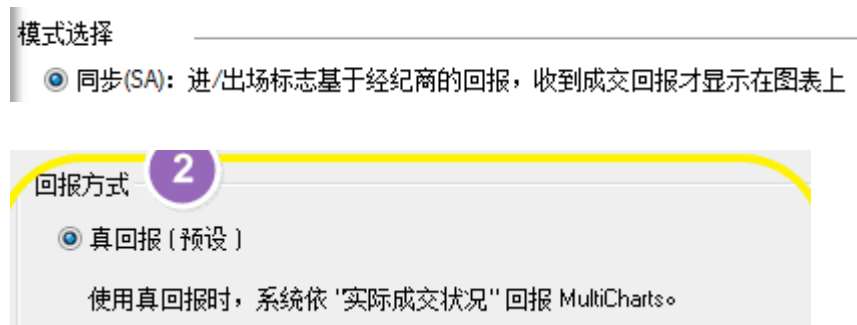 模式选择
同步(SA)：进/出场标志基于经纪商的回报，收到成交回报才显示在图表上
2
回报方式
真回报 ( 预设 )
使用真回报时，系统依 "实际成交状况" 回报 MultiCharts。